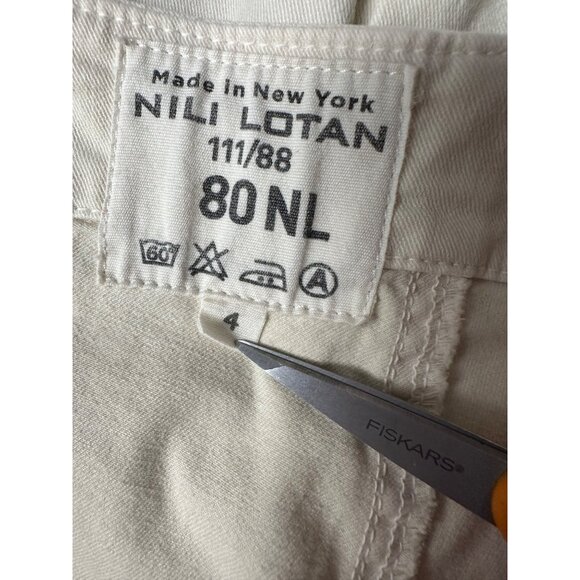 Made in New York
NILI LOTAN
111/88
80 NL
60° A
4
FISKARS®